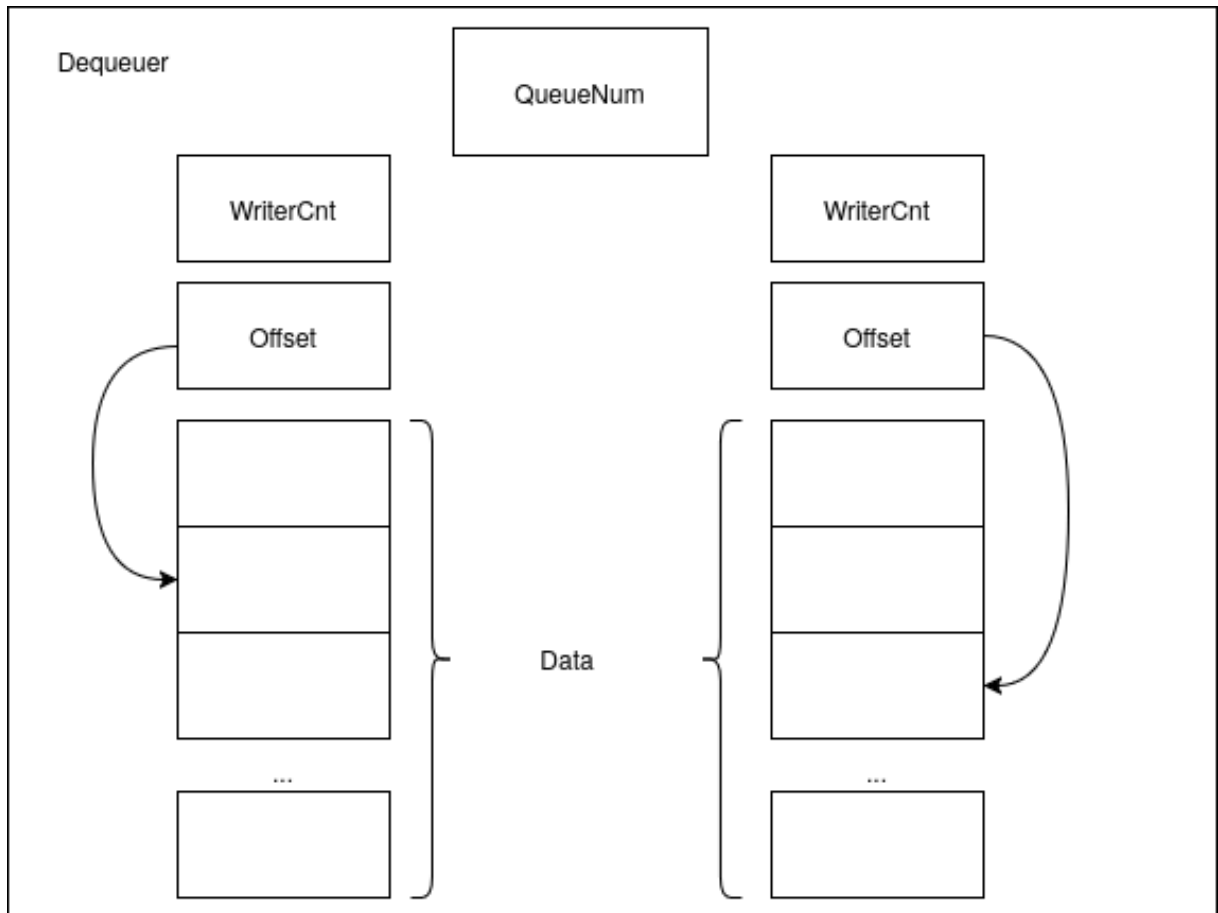 Dequeuer
QueueNum
WriterCnt
WriterCnt
Offset
Offset
Data
...
...